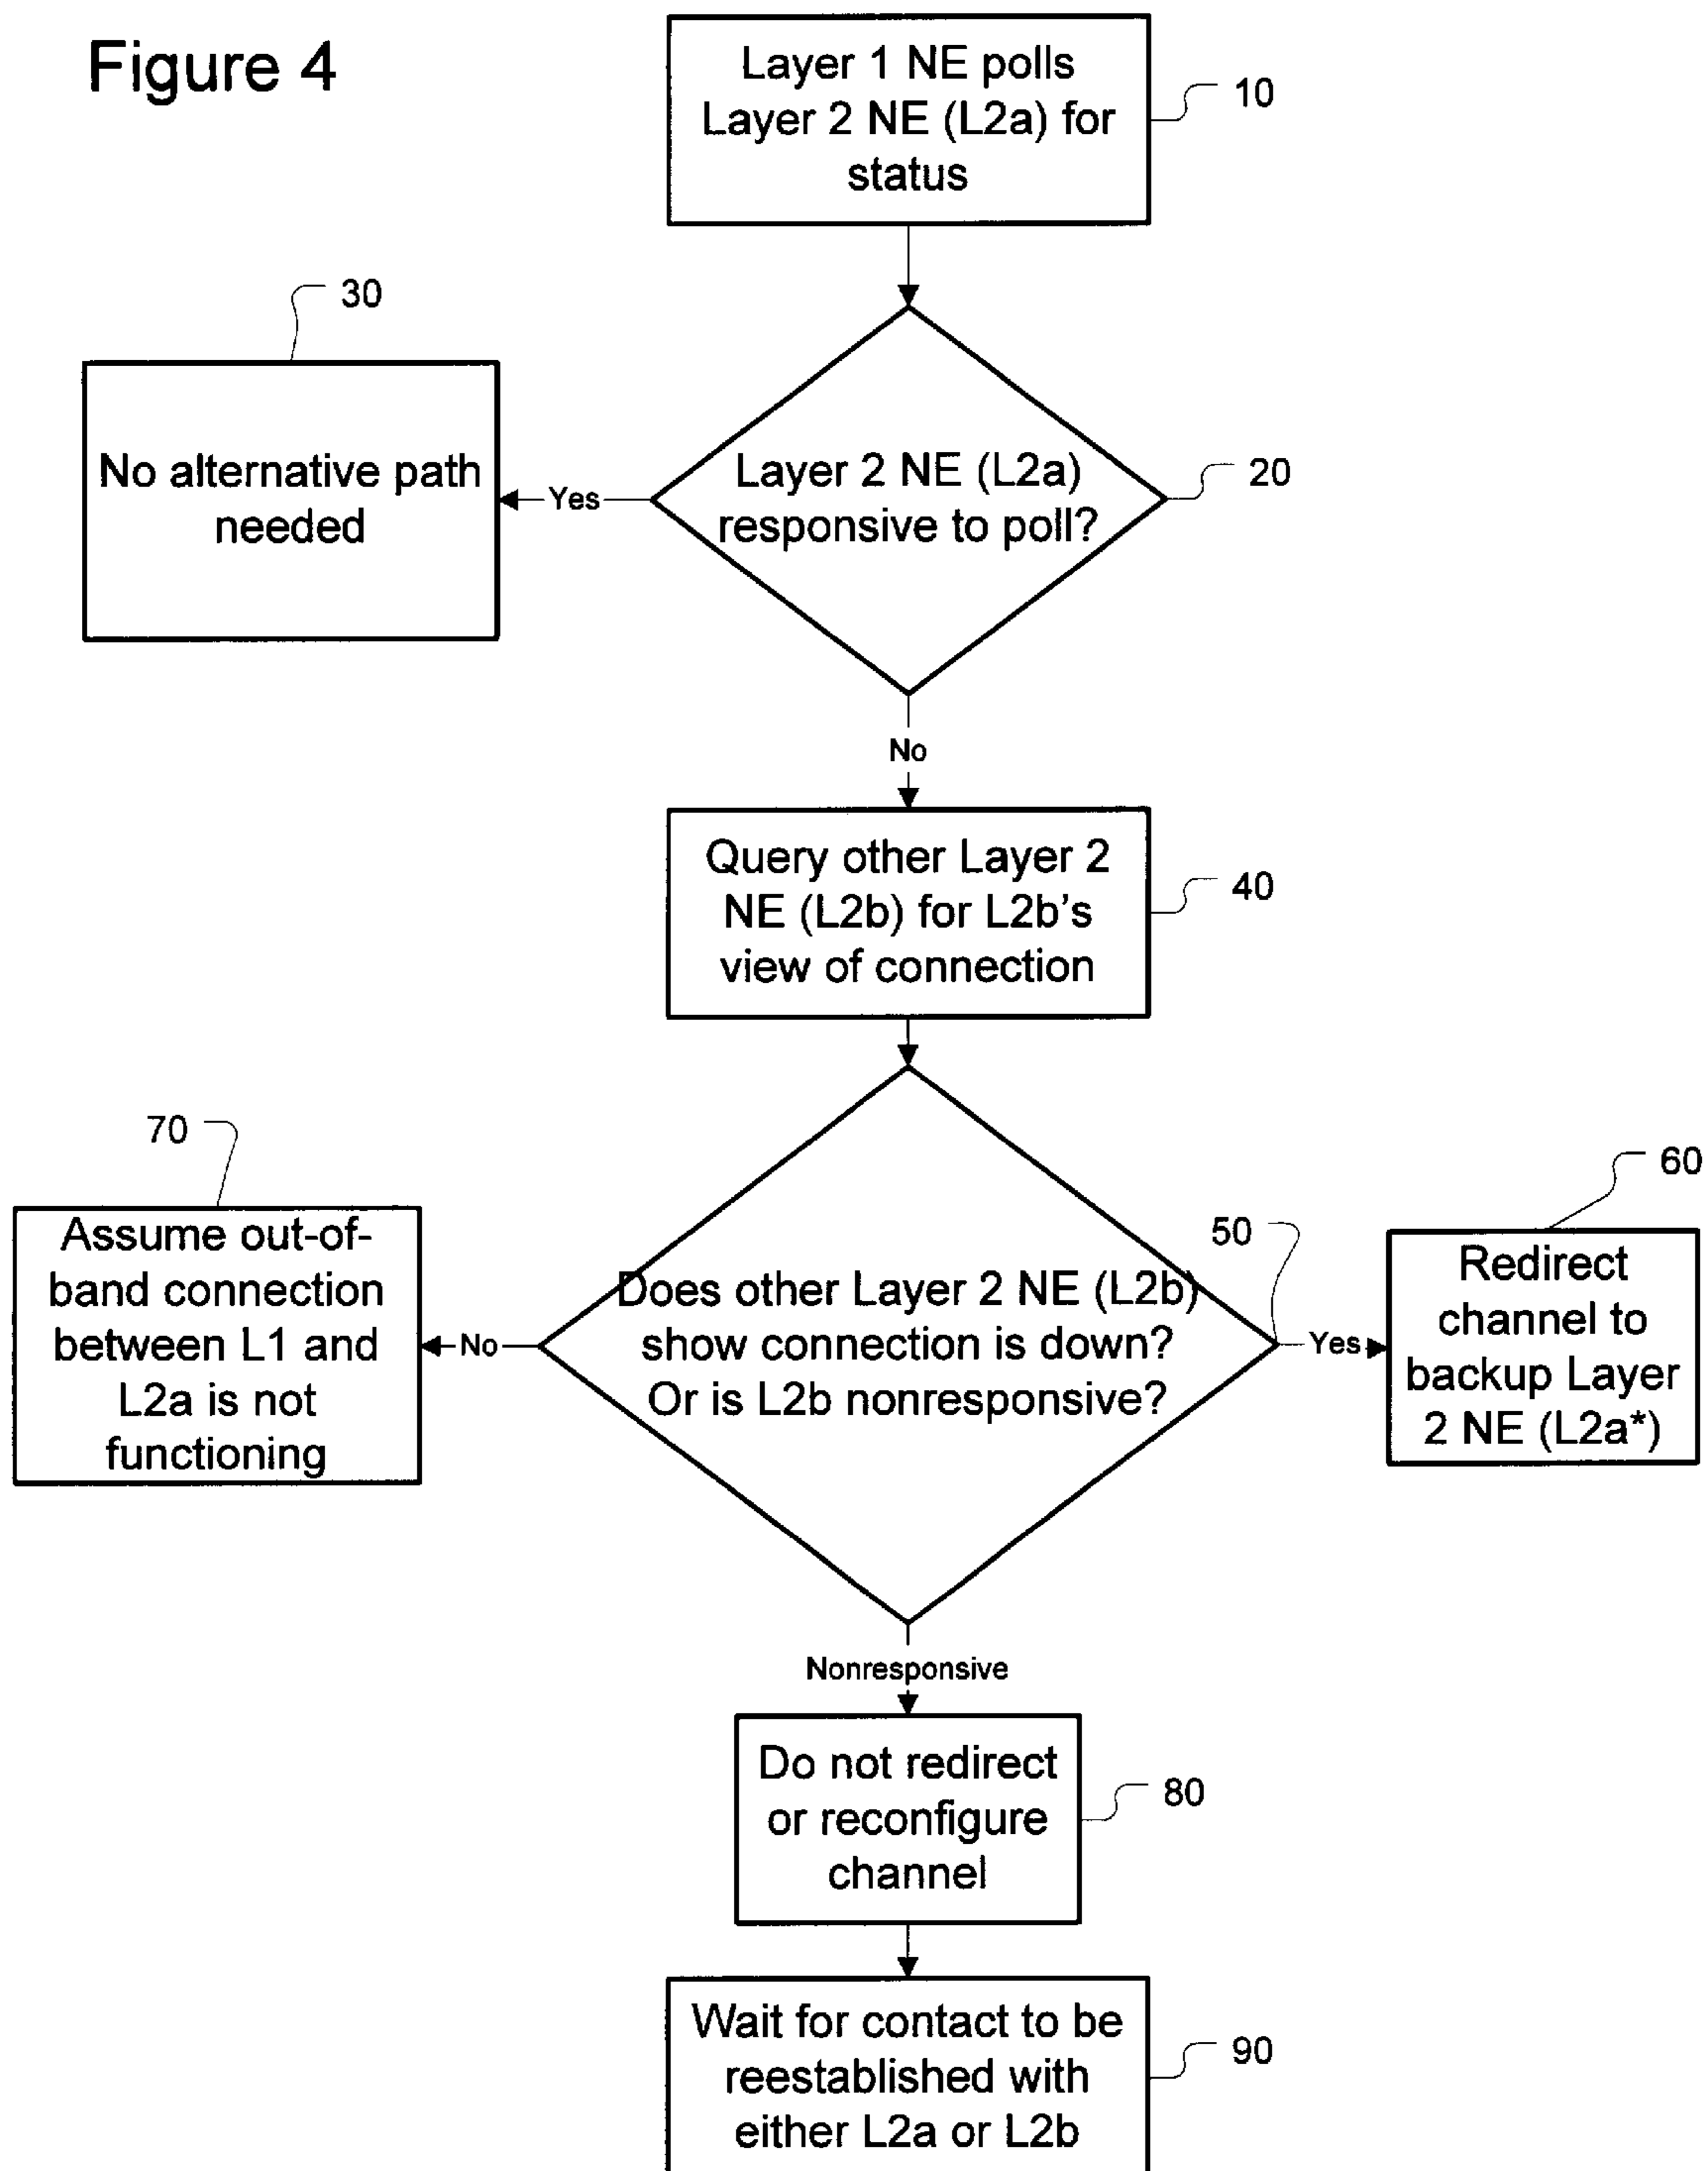 Figure 4
Layer 1 NE polls
Layer 2 NE (L2a) for
status
10
30
No alternative path
needed
Yes
Layer 2 NE (L2a)
responsive to poll?
20
No
Query other Layer 2
NE (L2b) for L2b's
view of connection
40
70
Assume out-of-
band connection
between L1 and
L2a is not
functioning
No
Does other Layer 2 NE (L2b)
show connection is down?
Or is L2b nonresponsive?
50
Yes
60
Redirect
channel to
backup Layer
2 NE (L2a*)
Nonresponsive
Do not redirect
or reconfigure
channel
80
Wait for contact to be
reestablished with
either L2a or L2b
90